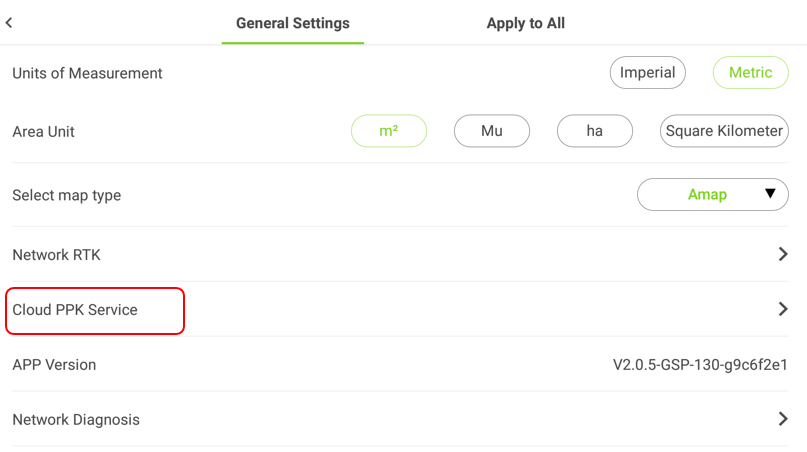 General Settings Apply to All
Units of Measurement Imperial Metric
Area Unit m² Mu ha Square Kilometer
Select map type Amap
Network RTK
Cloud PPK Service
APP Version V2.0.5-GSP-130-g9c6f2e1
Network Diagnosis